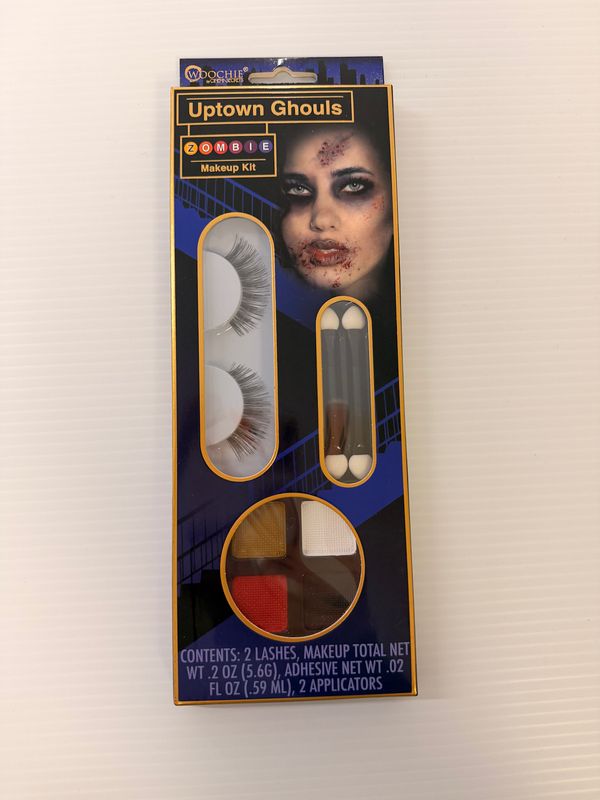 WOOCHIE®
Uptown Ghouls
ZOMBIE
Makeup Kit
CONTENTS: 2 LASHES, MAKEUP TOTAL NET
WT .2 OZ (5.6G), ADHESIVE NET WT .02
FL OZ (.59 ML), 2 APPLICATORS